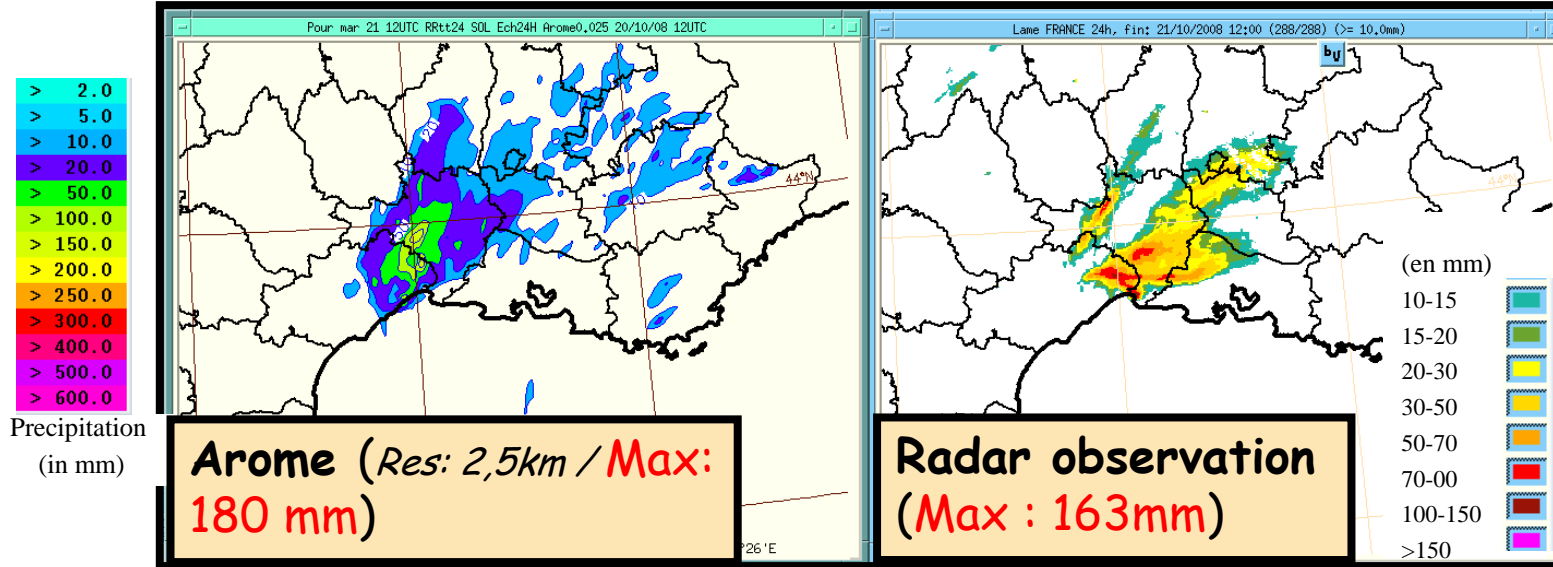 Pour mar 21 12UTC RRtt24 SOL Ech24H Arome0,025 20/10/08 12UTC
Lame FRANCE 24h, fin: 21/10/2008 12:00 (288/288) (>= 10,0mm)
bV
> 2.0
> 5.0
> 10.0
> 20.0
> 50.0
> 100.0
> 150.0
> 200.0
> 250.0
> 300.0
> 400.0
> 500.0
> 600.0
Precipitation
(in mm)
20
44°N
10
44°N
Arome (Res: 2,5km / Max:
180 mm)
°26'E
Radar observation
(Max : 163mm)
(en mm)
10-15
15-20
20-30
30-50
50-70
70-00
100-150
>150